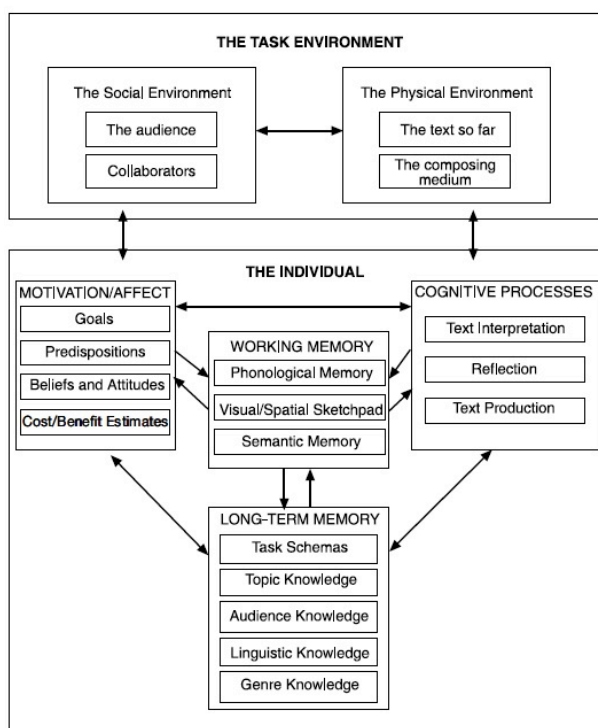 THE TASK ENVIRONMENT
The Social Environment
The audience
Collaborators
The Physical Environment
The text so far
The composing
medium
THE INDIVIDUAL
MOTIVATION/AFFECT
Goals
Predispositions
Beliefs and Attitudes
Cost/Benefit Estimates
WORKING MEMORY
Phonological Memory
Visual/Spatial Sketchpad
Semantic Memory
COGNITIVE PROCESSES
Text Interpretation
Reflection
Text Production
LONG-TERM MEMORY
Task Schemas
Topic Knowledge
Audience Knowledge
Linguistic Knowledge
Genre Knowledge